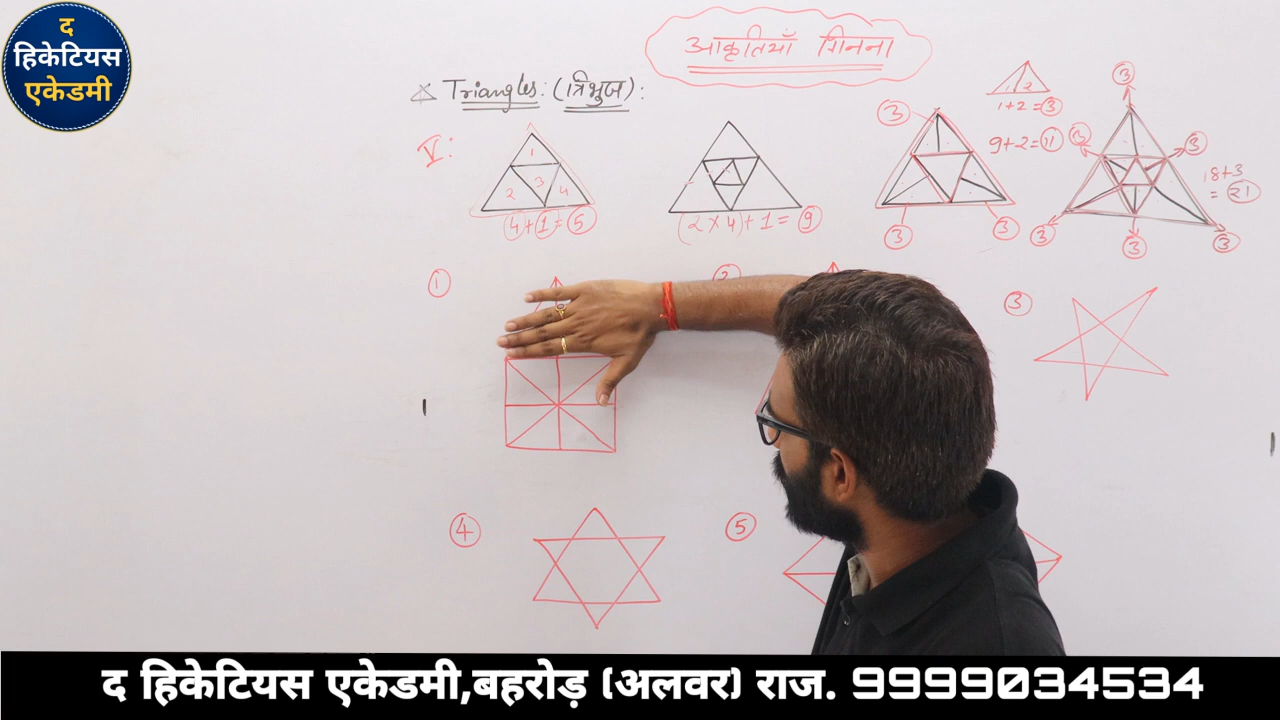 द
हिकेटियस
एकेडमी
आकृतियाँ गिनना
Triangles: (त्रिभुज):
V:
1
2 3 4
(4+1=5
(2×4)+1=9
3
3
3
1 2
1+2=3
9+2=11
3
3
3
3
3
3
18+3
=21
1
2
3
4
5
द हिकेटियस एकेडमी,बहरोड़ (अलवर) राज. 9999034534